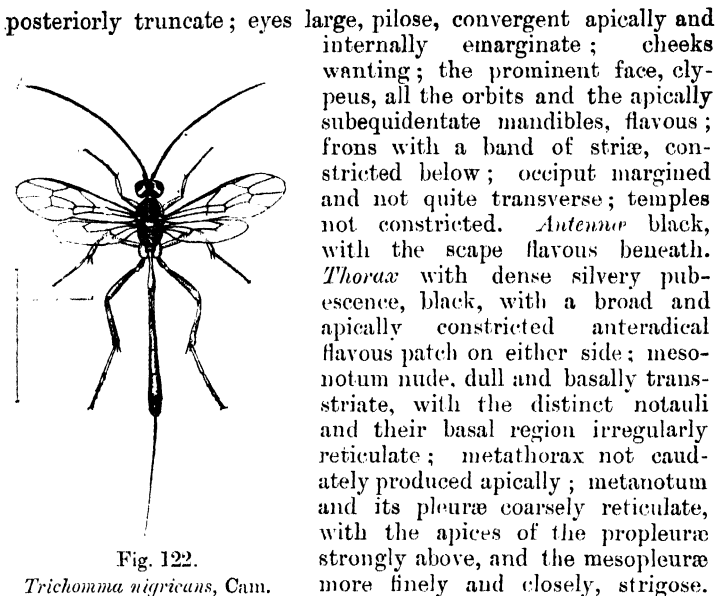 posteriorly truncate; eyes large, pilose, convergent apically and
internally emarginate; cheeks
wanting; the prominent face, cly-
peus, all the orbits and the apically
subequidentate mandibles, flavous;
frons with a band of striæ, con-
stricted below; occiput margined
and not quite transverse; temples
not constricted. Antennæ black,
with the scape flavous beneath.
Thorax with dense silvery pub-
escence, black, with a broad and
apically constricted anteradical
flavous patch on either side; meso-
notum nude, dull and basally trans-
striate, with the distinct notauli
and their basal region irregularly
reticulate; metathorax not caud-
ately produced apically; metanotum
and its pleuræ coarsely reticulate,
with the apices of the propleuræ
strongly above, and the mesopleuræ
more finely and closely, strigose.
Fig. 122.
Trichomma nigricans, Cam.